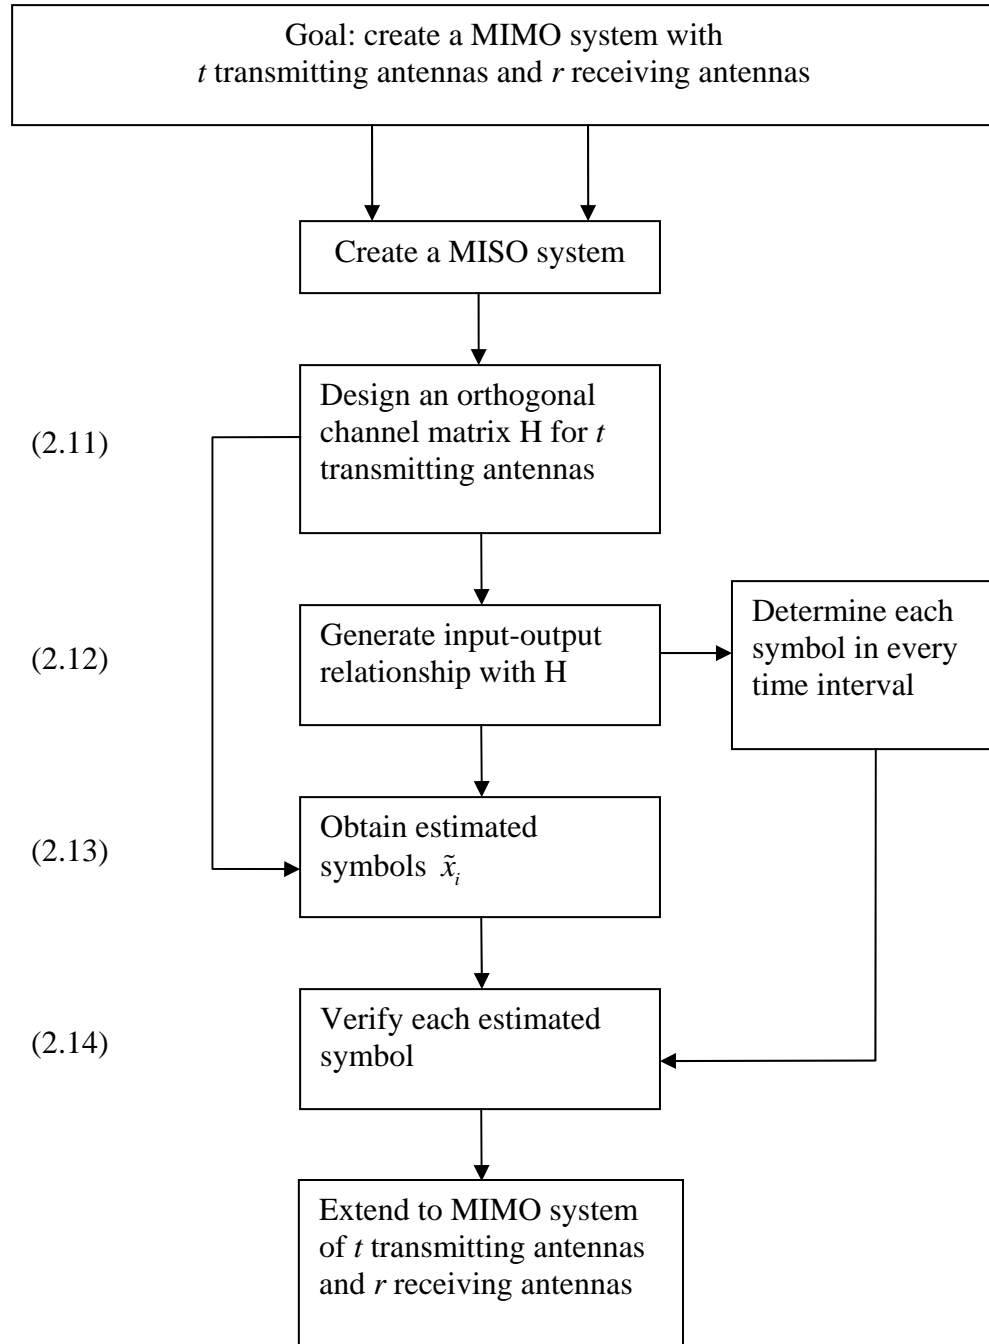 Goal: create a MIMO system with
t transmitting antennas and r receiving antennas
Create a MISO system
(2.11)
Design an orthogonal
channel matrix H for t
transmitting antennas
(2.12)
Generate input-output
relationship with H
Determine each
symbol in every
time interval
(2.13)
Obtain estimated
symbols x̃ᵢ
(2.14)
Verify each estimated
symbol
Extend to MIMO system
of t transmitting antennas
and r receiving antennas